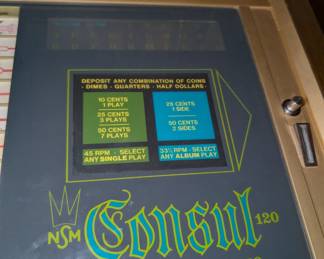 DEPOSIT ANY COMBINATION OF COINS
· DIMES · QUARTERS · HALF DOLLARS ·
10 CENTS
1 PLAY
25 CENTS
3 PLAYS
50 CENTS
7 PLAYS
25 CENTS
1 SIDE
50 CENTS
2 SIDES
45 RPM - SELECT
ANY SINGLE PLAY
33⅓ RPM - SELECT
ANY ALBUM PLAY
NSM
Consul 120